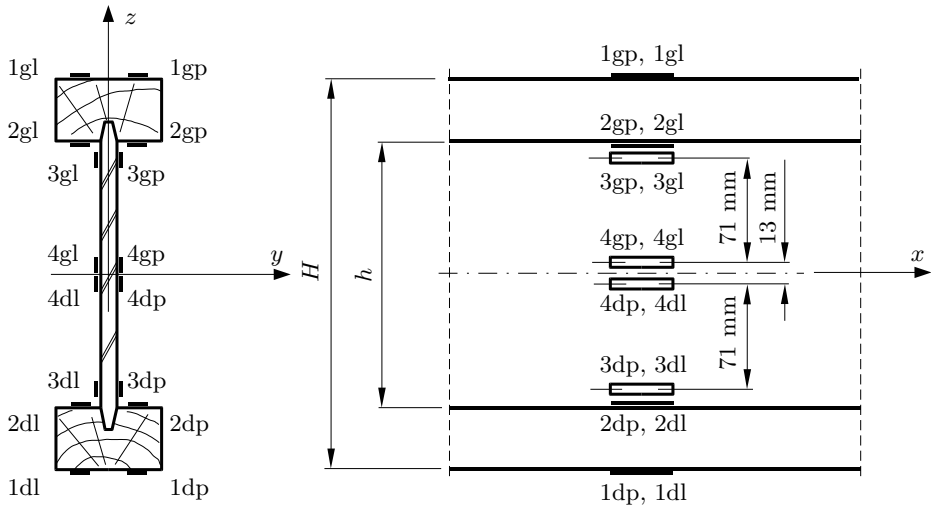 z
1gl
1gp
2gl
2gp
3gl
3gp
4gl
4gp
y
4dl
4dp
3dl
3dp
2dl
2dp
1dl
1dp
1gp, 1gl
2gp, 2gl
3gp, 3gl
4gp, 4gl
4dp, 4dl
3dp, 3dl
2dp, 2dl
1dp, 1dl
H
h
71 mm
13 mm
71 mm
x